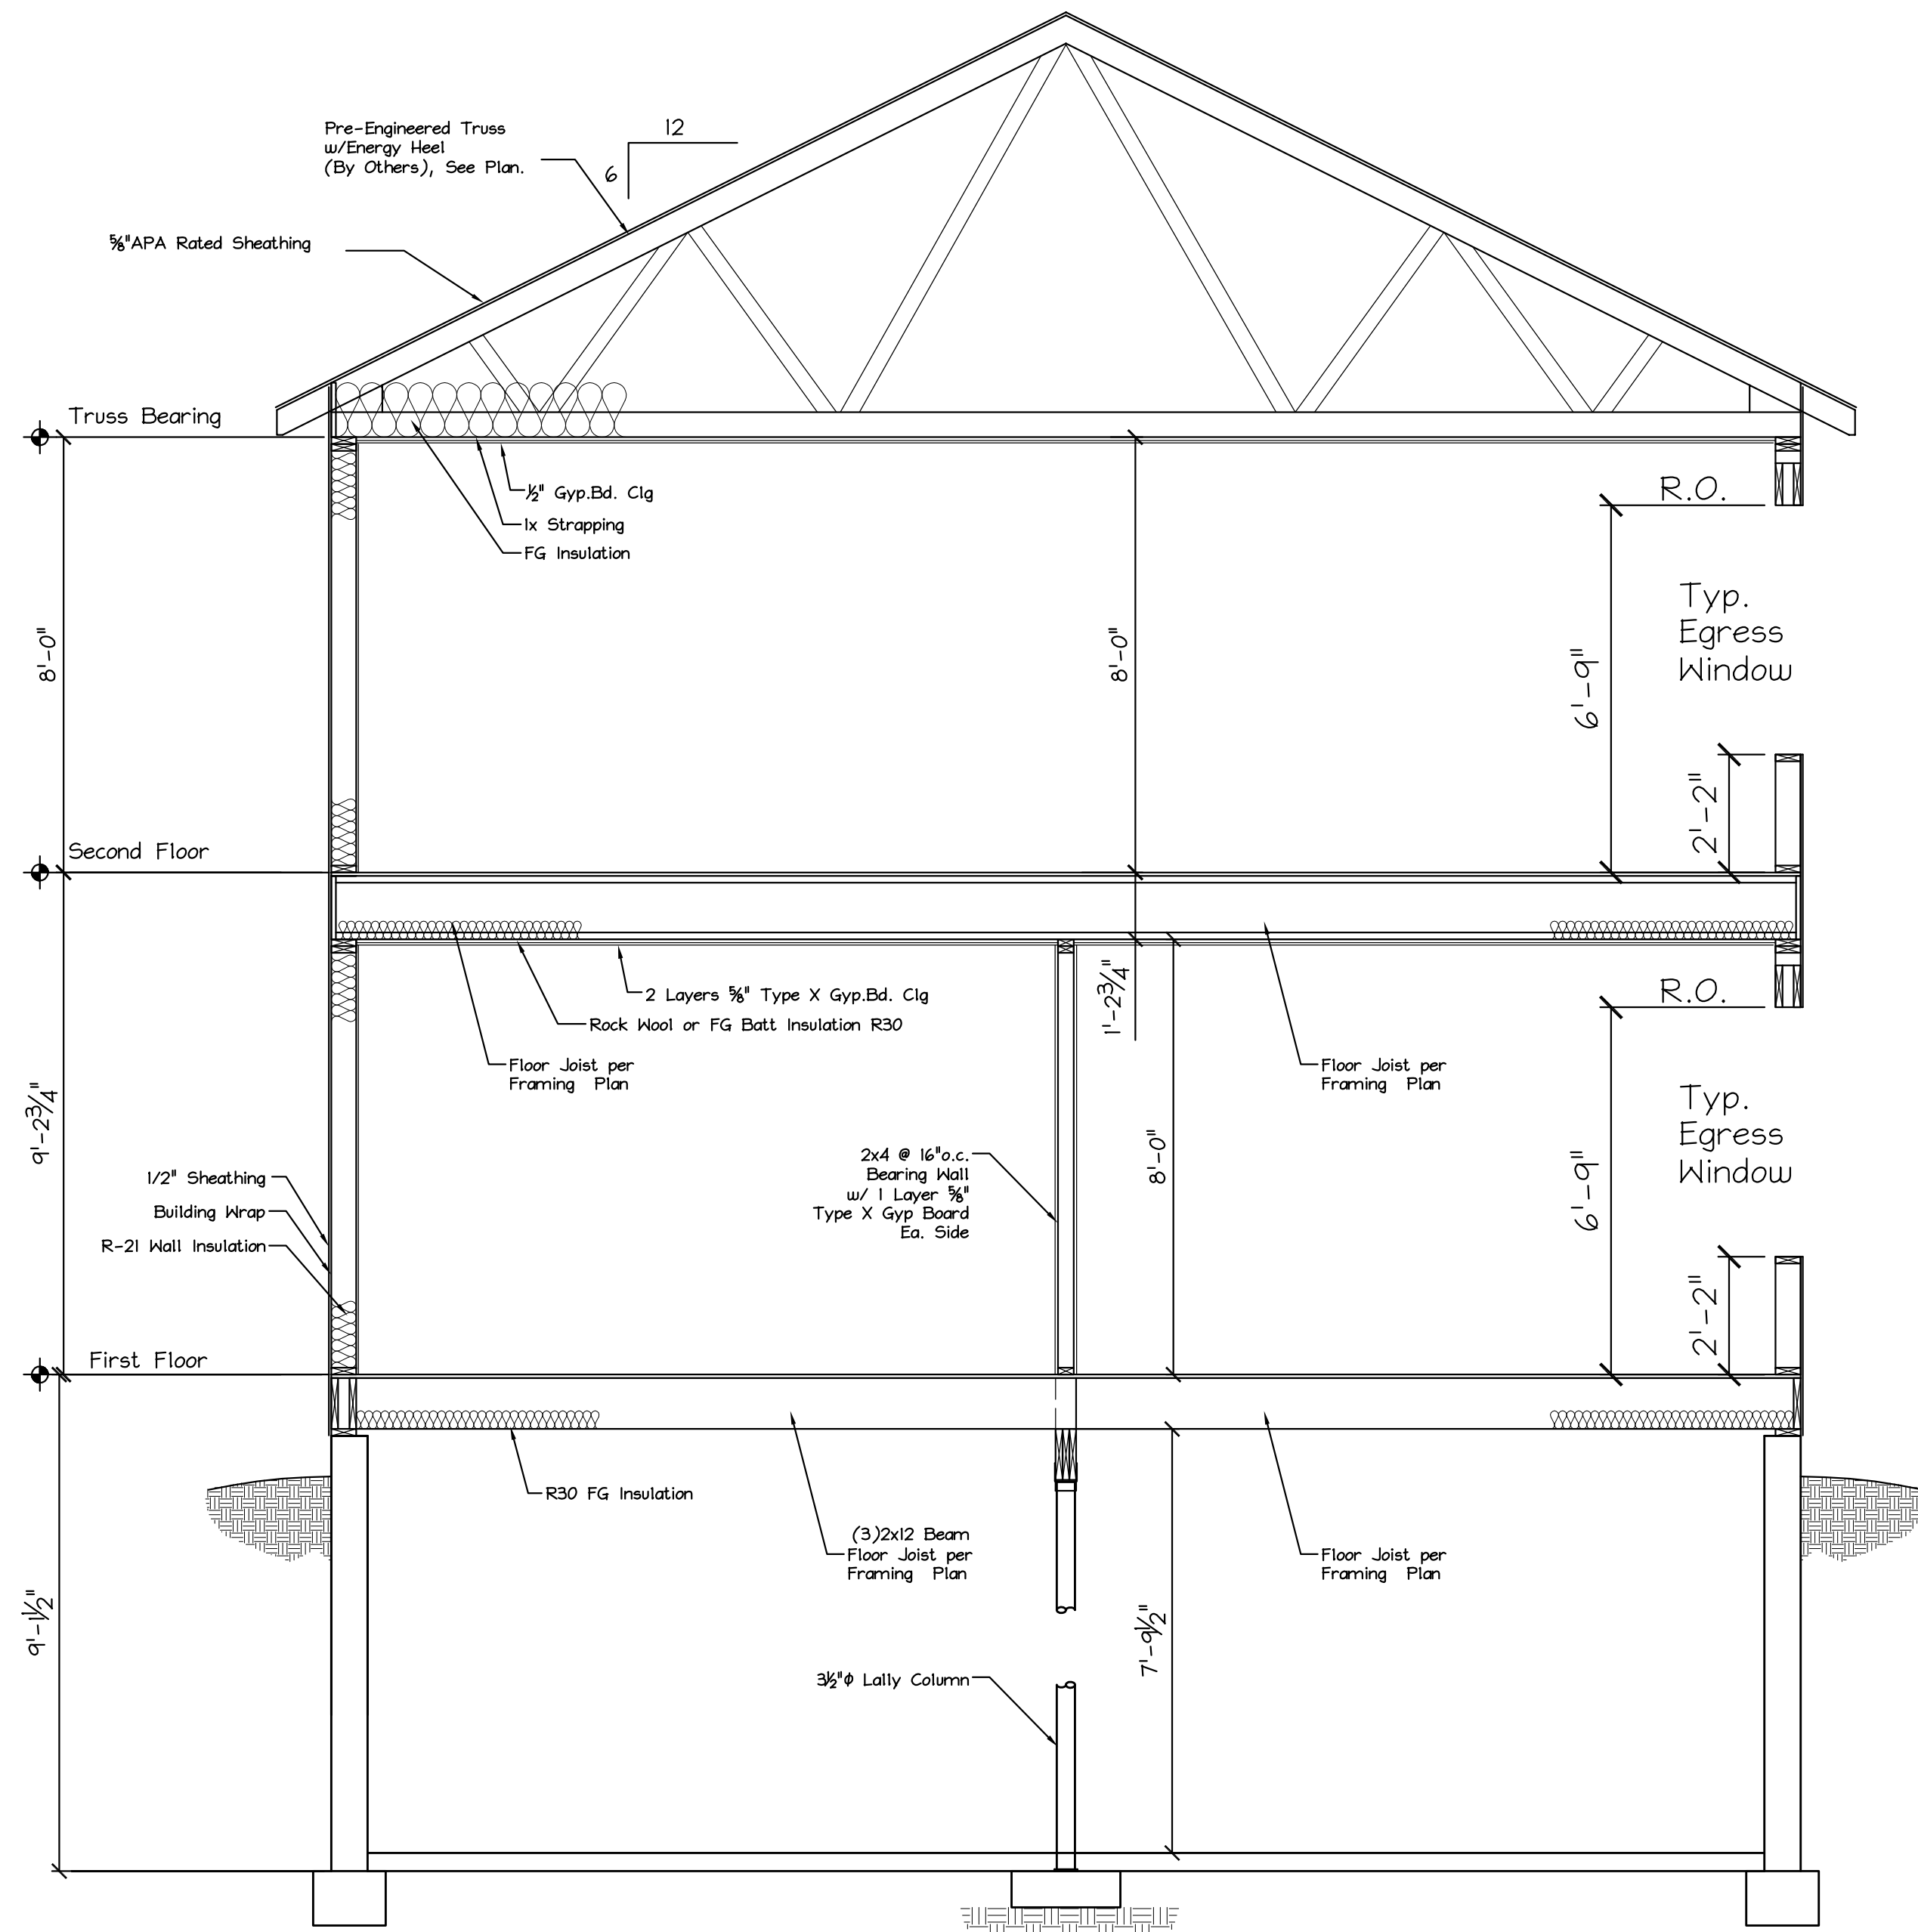 12
6
Pre-Engineered Truss
w/Energy Heel
(By Others), See Plan.
⅝"APA Rated Sheathing
Truss Bearing
½" Gyp.Bd. Clg
1x Strapping
FG Insulation
R.O.
Typ.
Egress
Window
8'-0"
8'-0"
6'-9"
2'-2"
Second Floor
2 Layers ⅝" Type X Gyp.Bd. Clg
Rock Wool or FG Batt Insulation R30
Floor Joist per
Framing Plan
1'-2¾"
Floor Joist per
Framing Plan
R.O.
Typ.
Egress
Window
9'-2¾"
8'-0"
6'-9"
2'-2"
2x4 @ 16"o.c.
Bearing Wall
w/ 1 Layer ⅝"
Type X Gyp Board
Ea. Side
1/2" Sheathing
Building Wrap
R-21 Wall Insulation
First Floor
R30 FG Insulation
(3)2x12 Beam
Floor Joist per
Framing Plan
Floor Joist per
Framing Plan
9'-1½"
7'-9½"
3½"ϕ Lally Column